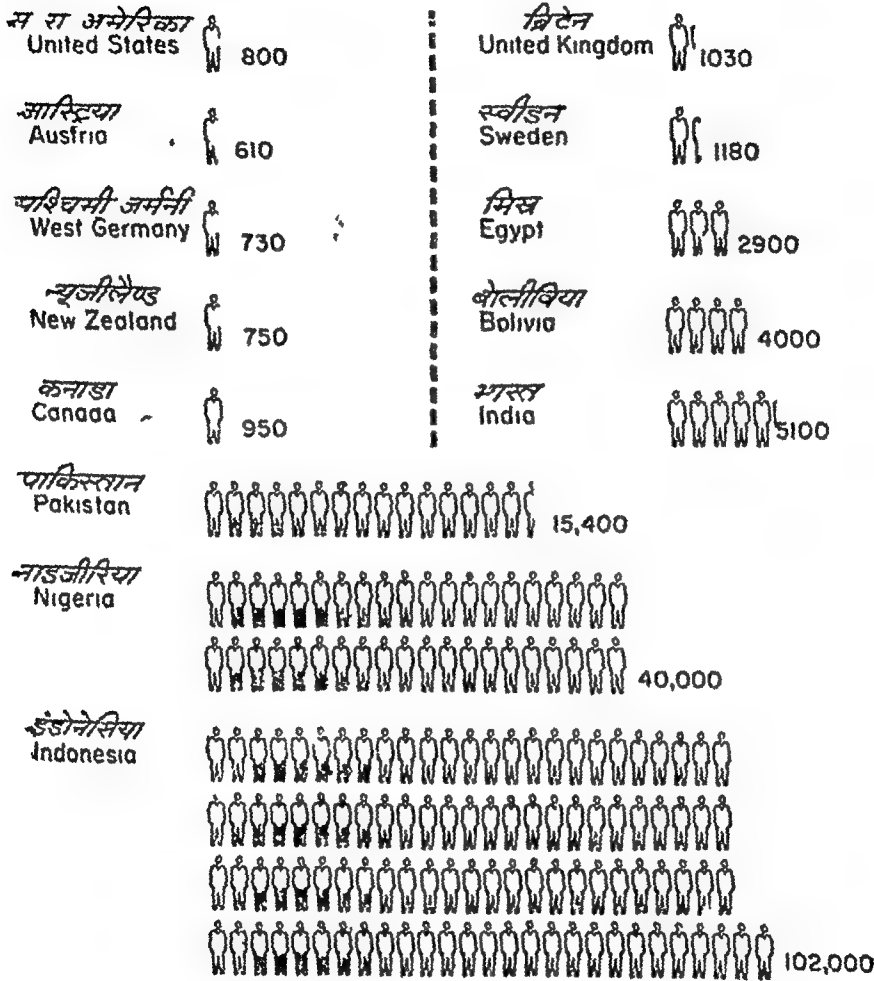 स रा अमेरिका
United States
800
आस्ट्रिया
Austria
610
पश्चिमी जर्मनी
West Germany
730
न्यूजीलैण्ड
New Zealand
750
कनाडा
Canada
950
ब्रिटेन
United Kingdom
1030
स्वीडन
Sweden
1180
मिस्र
Egypt
2900
बोलीविया
Bolivia
4000
भारत
India
5100
पाकिस्तान
Pakistan
15,400
नाइजीरिया
Nigeria
40,000
इंडोनेसिया
Indonesia
102,000